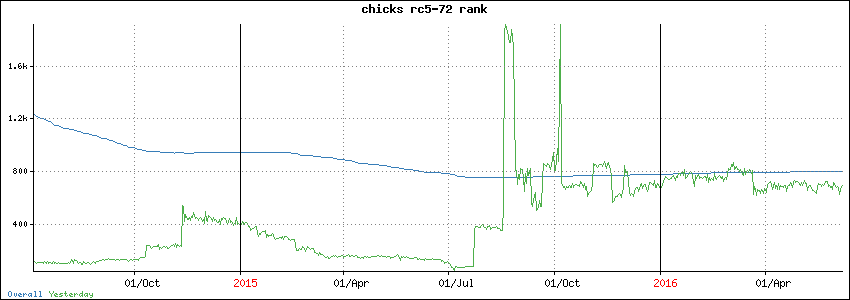 chicks rc5-72 rank
1.6k
1.2k
800
400
01/Oct 2015 01/Apr 01/Jul 01/Oct 2016 01/Apr
Overall Yesterday